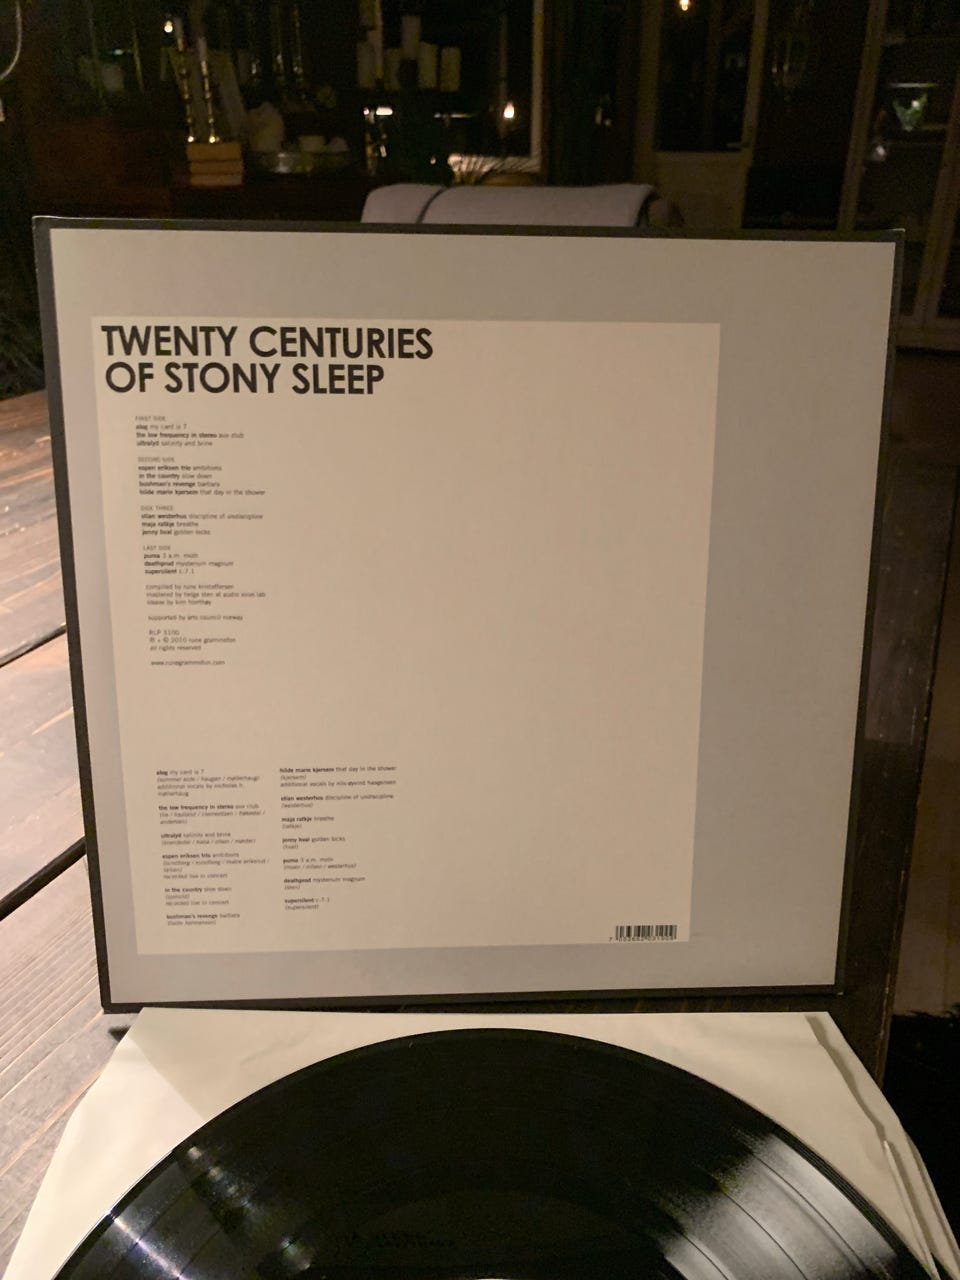 TWENTY CENTURIES
OF STONY SLEEP
FIRST SIDE
alog my card is 7
the low frequency in stereo aux club
ultralyd salinity and brine
SECOND SIDE
espen eriksen trio ambitions
in the country slow down
bushman's revenge barbara
hilde marie kjersem that day in the shower
SIDE THREE
stian westerhus discipline of undiscipline
maja ratkje breathe
jenny hval golden locks
LAST SIDE
puma 3 a.m. moth
deathprod mysterium magnum
supersilent c-7.1
compiled by rune kristoffersen
mastered by helge sten at audio virus lab
sleeve by kim hiorthøy
supported by arts council norway
RLP 3100
℗ + © 2010 rune grammofon
all rights reserved
www.runegrammofon.com
alog my card is 7
additional vocals by nicholas h.
møllerhaug
the low frequency in stereo aux club
ultralyd salinity and brine
espen eriksen trio ambitions
recorded live in concert
in the country slow down
recorded live in concert
bushman's revenge barbara
hilde marie kjersem that day in the shower
(kjersem)
additional vocals by nils øyvind haagensen
stian westerhus discipline of undiscipline
(westerhus)
maja ratkje breathe
(ratkje)
jenny hval golden locks
(hval)
puma 3 a.m. moth
deathprod mysterium magnum
(sten)
supersilent c-7.1
(supersilent)